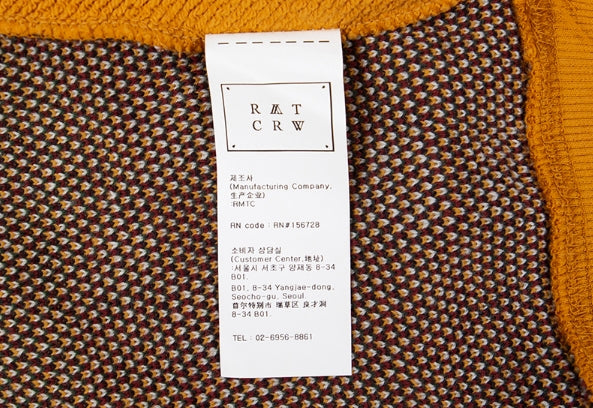 RMT
CRW
제조사
(Manufacturing Company,
生产企业)
:RMTC
RN code : RN#156728
소비자 상담실
(Customer Center,地址)
:서울시 서초구 양재동 8-34
B01.
B01, 8-34 Yangjae-dong,
Seocho-gu, Seoul.
首尔特别市 瑞草区 良才洞
8-34 B01.
TEL : 02-6956-8861